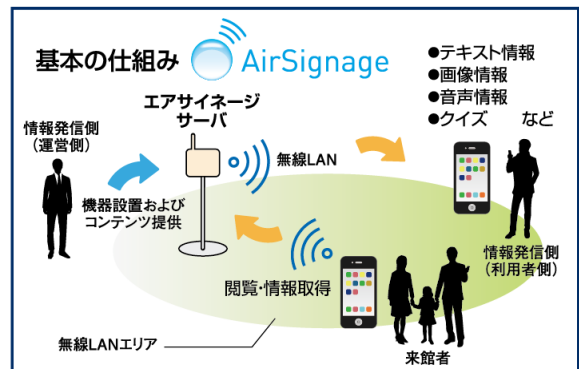 基本の仕組み AirSignage
●テキスト情報
●画像情報
●音声情報
●クイズ など
エアサイネージ
サーバ
情報発信側
(運営側)
無線LAN
機器設置および
コンテンツ提供
情報発信側
(利用者側)
閲覧・情報取得
無線LANエリア
来館者